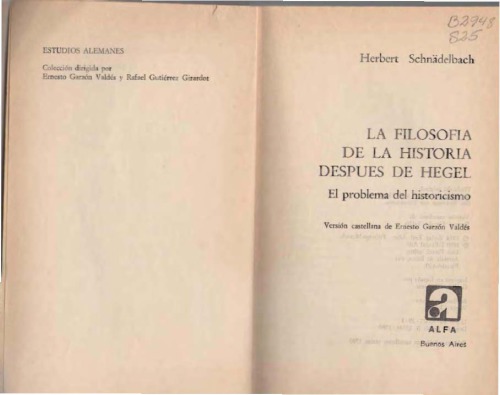 ESTUDIOS ALEMANES
Colección dirigida por
Ernesto Garzón Valdés y Rafael Gutiérrez Girardot
B2948
825
Herbert Schnädelbach
LA FILOSOFIA
DE LA HISTORIA
DESPUES DE HEGEL
El problema del historicismo
Versión castellana de Ernesto Garzón Valdés
a
ALFA
Buenos Aires